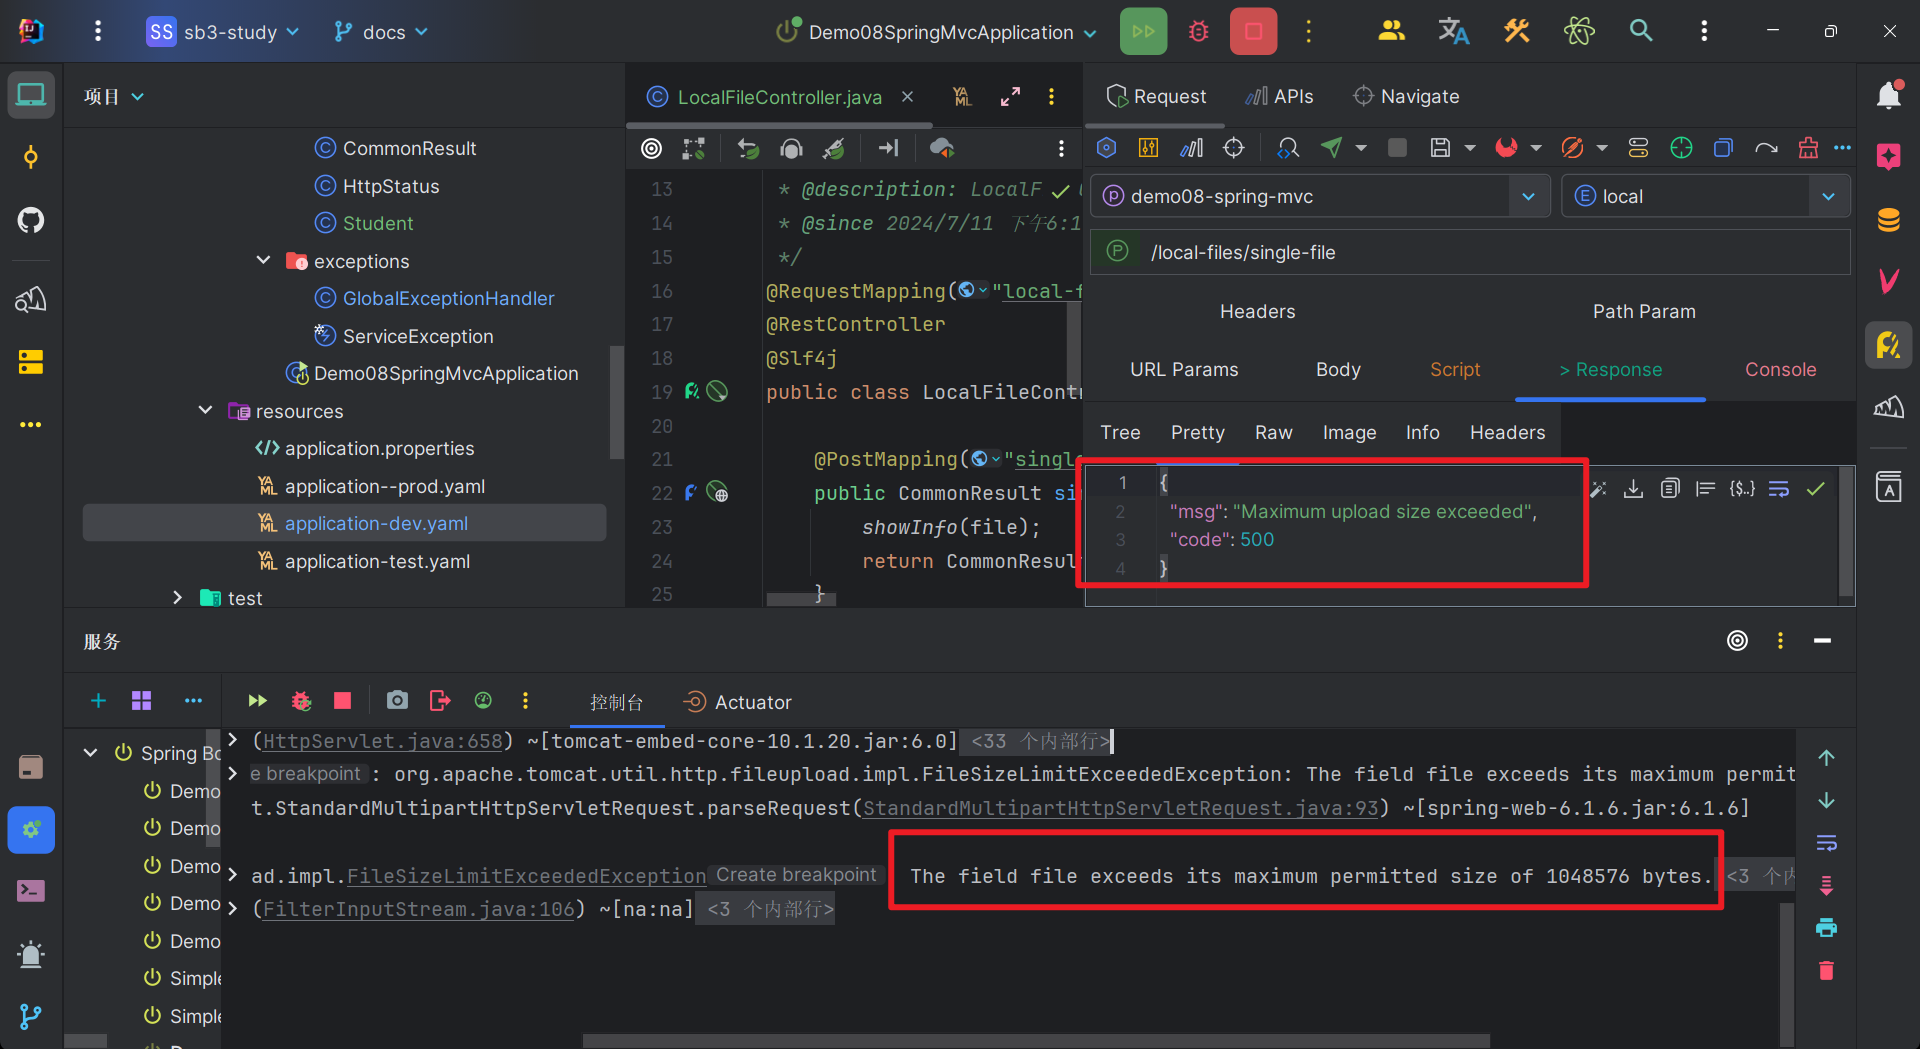 SS sb3-study
docs
Demo08SpringMvcApplication
项目
CommonResult
HttpStatus
Student
exceptions
GlobalExceptionHandler
ServiceException
Demo08SpringMvcApplication
resources
application.properties
application--prod.yaml
application-dev.yaml
application-test.yaml
test
LocalFileController.java
13 * @description: LocalF
14 * @since 2024/7/11 下午6:1
15 */
16 @RequestMapping("local-f
17 @RestController
18 @Slf4j
19 public class LocalFileContr
20
21 @PostMapping("single
22 public CommonResult si
23 showInfo(file);
24 return CommonResul
25 }
Request APIs Navigate
demo08-spring-mvc
local
/local-files/single-file
Headers Path Param
URL Params Body Script > Response Console
Tree Pretty Raw Image Info Headers
1 {
2 "msg": "Maximum upload size exceeded",
3 "code": 500
4 }
服务
控制台 Actuator
Spring Bo
Demo
Demo
Demo
Demo
Demo
Simple
Simple
(HttpServlet.java:658) ~[tomcat-embed-core-10.1.20.jar:6.0] <33 个内部行>
e breakpoint : org.apache.tomcat.util.http.fileupload.impl.FileSizeLimitExceededException: The field file exceeds its maximum permit
t.StandardMultipartHttpServletRequest.parseRequest(StandardMultipartHttpServletRequest.java:93) ~[spring-web-6.1.6.jar:6.1.6]
ad.impl.FileSizeLimitExceededException Create breakpoint The field file exceeds its maximum permitted size of 1048576 bytes. <3 个内
(FilterInputStream.java:106) ~[na:na] <3 个内部行>